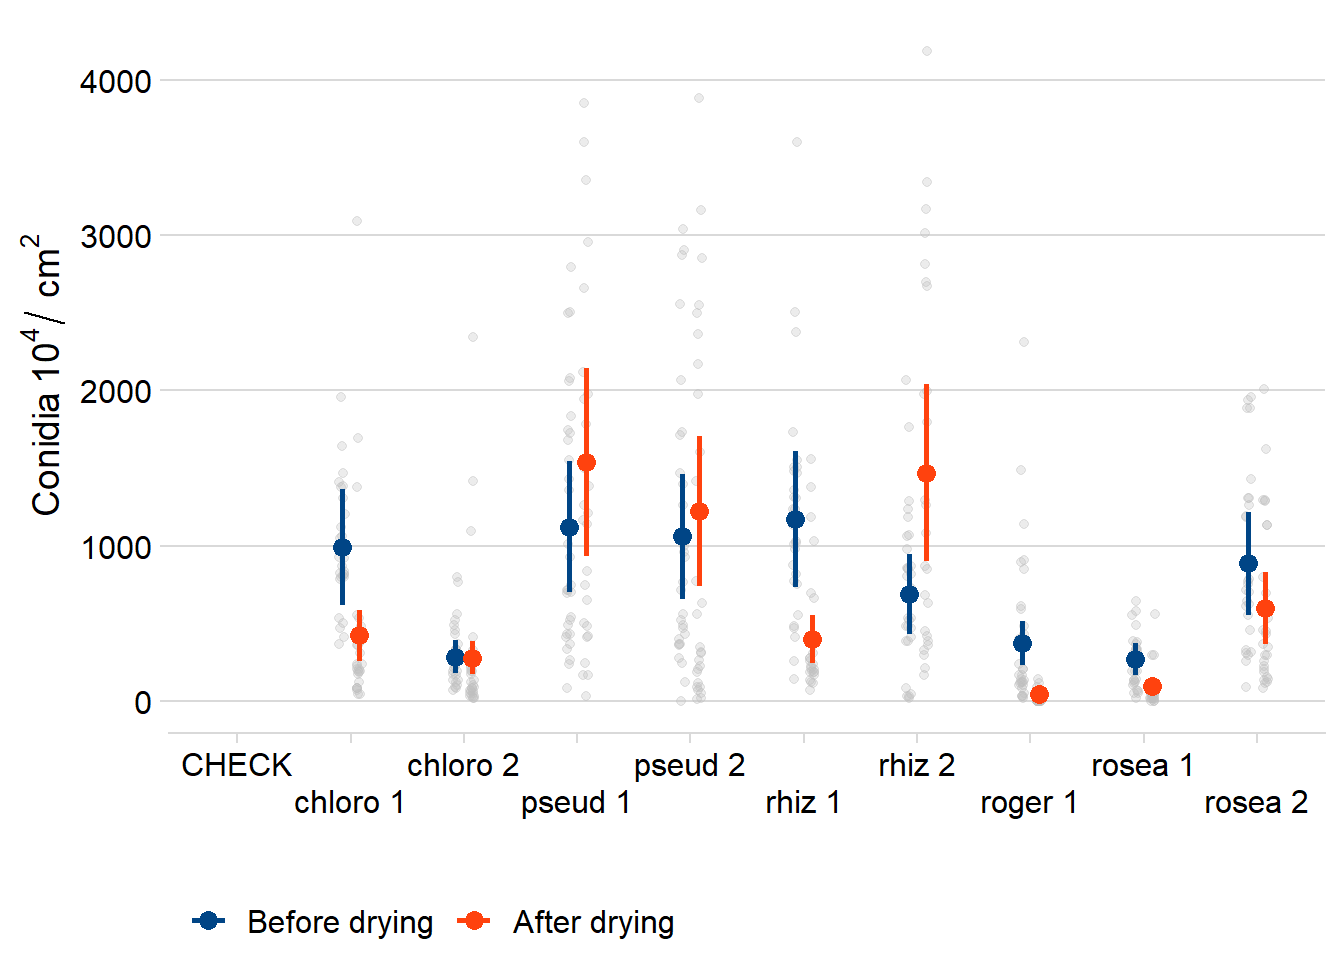 4000
3000
2000
1000
0
Conidia 10⁴ / cm²
CHECK chloro 2 pseud 2 rhiz 2 rosea 1
chloro 1 pseud 1 rhiz 1 roger 1 rosea 2
Before drying After drying